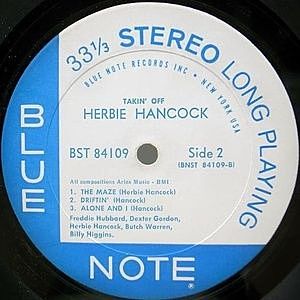 33⅓ STEREO LONG PLAYING
BLUE NOTE RECORDS INC • NEW YORK USA
TAKIN' OFF
HERBIE HANCOCK
BST 84109 Side 2
(BNST 84109-B)
All compositions Aries Music - BMI
1. THE MAZE (Herbie Hancock)
2. DRIFTIN' (Hancock)
3. ALONE AND I (Hancock)
Freddie Hubbard, Dexter Gordon,
Herbie Hancock, Butch Warren,
Billy Higgins.
BLUE
NOTE ®